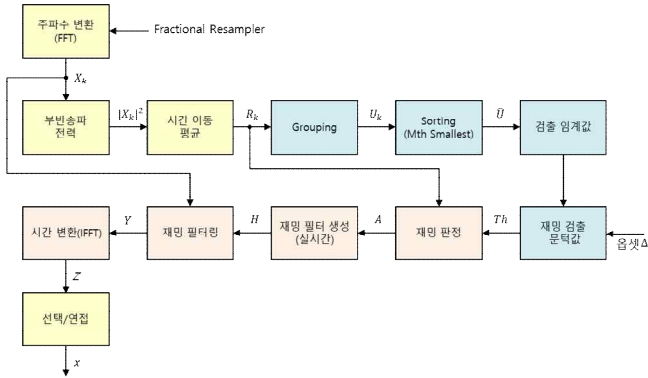 주파수 변환
(FFT)
Fractional Resampler
X_k
부반송파
전력
|X_k|²
시간 이동
평균
R_k
Grouping
U_k
Sorting
(Mth Smallest)
Ū
검출 임계값
시간 변환(IFFT)
Y
재밍 필터링
H
재밍 필터 생성
(실시간)
A
재밍 판정
Th
재밍 검출
문턱값
옵셋 Δ
Z
선택/연접
x